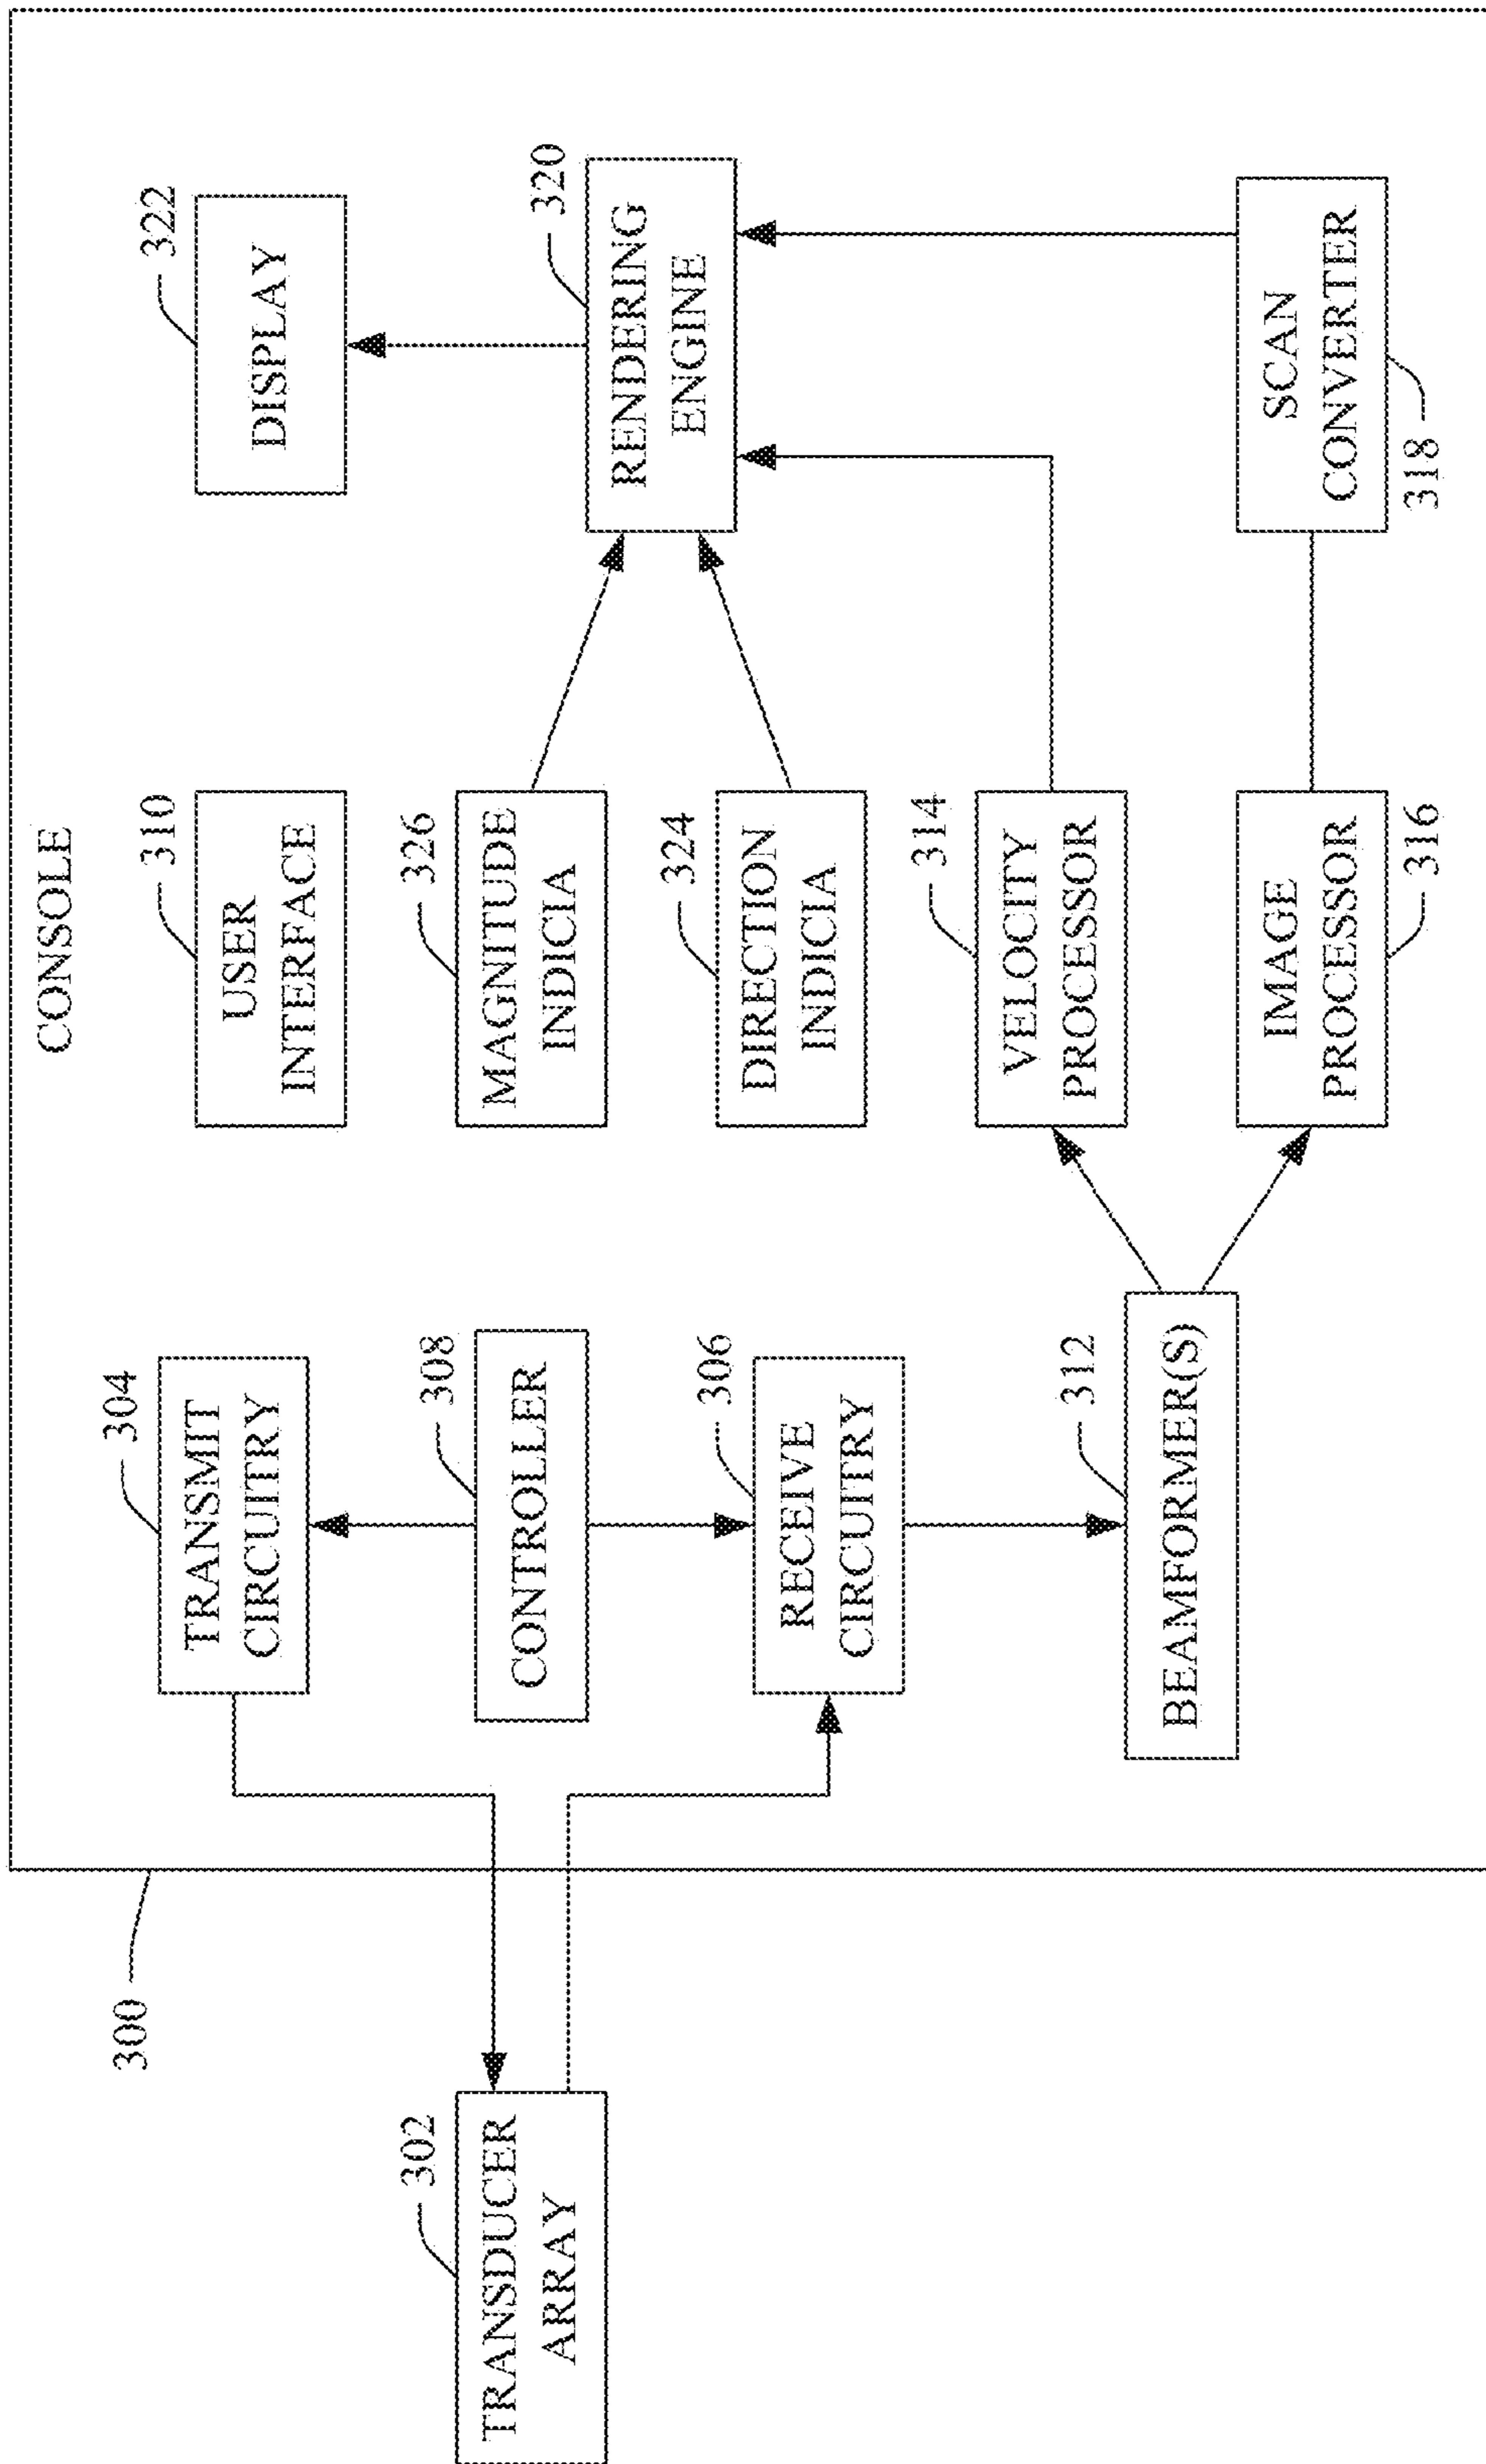 CONSOLE
300
302
TRANSDUCER
ARRAY
304
TRANSMIT
CIRCUITRY
308
CONTROLLER
306
RECEIVE
CIRCUITRY
312
BEAMFORMER(S)
310
USER
INTERFACE
326
MAGNITUDE
INDICIA
324
DIRECTION
INDICIA
314
VELOCITY
PROCESSOR
IMAGE
PROCESSOR
316
322
DISPLAY
320
RENDERING
ENGINE
SCAN
CONVERTER
318